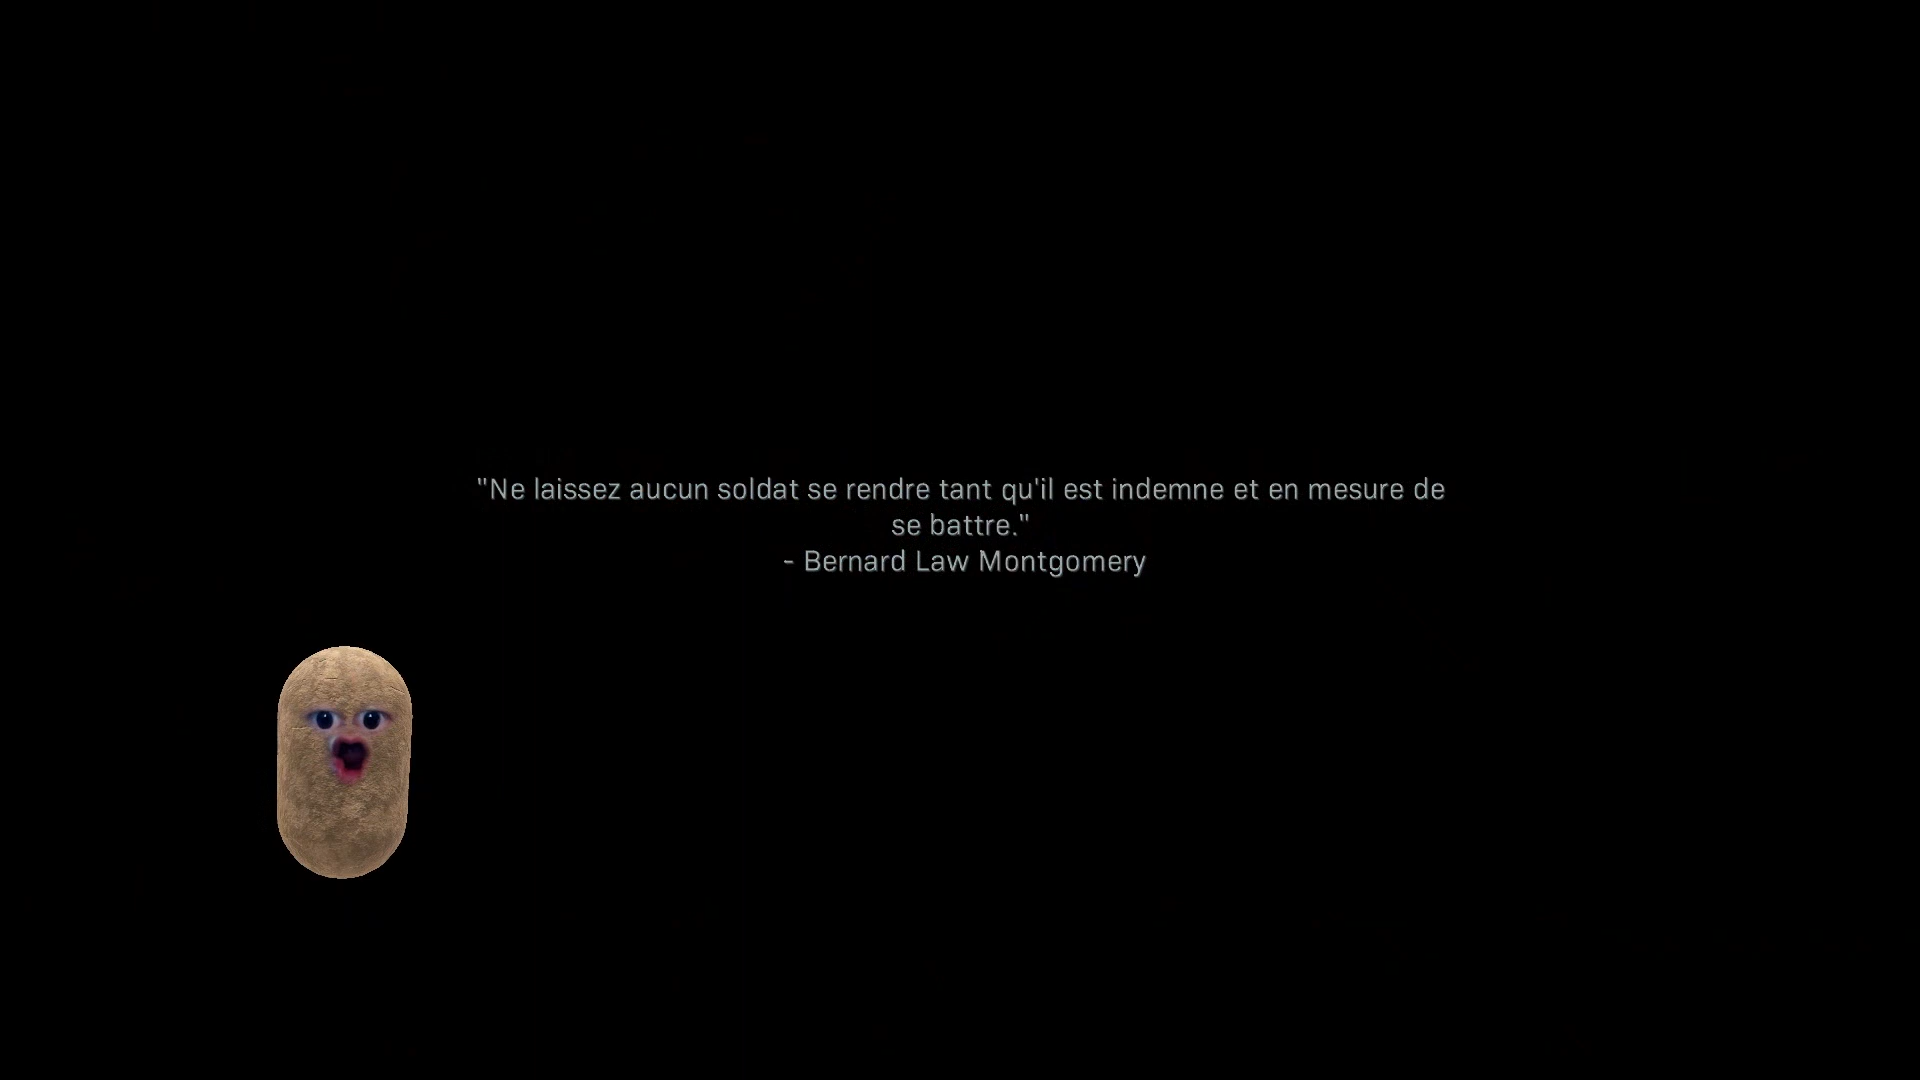 "Ne laissez aucun soldat se rendre tant qu'il est indemne et en mesure de
se battre."
- Bernard Law Montgomery